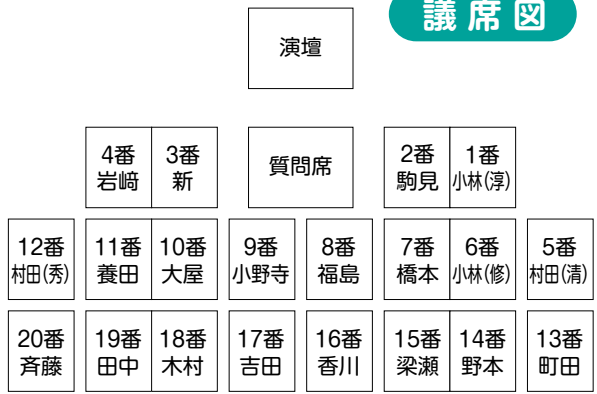 議席図
演壇
4番 3番 質問席 2番 1番
岩﨑 新 駒見 小林(淳)
12番 11番 10番 9番 8番 7番 6番 5番
村田(秀) 養田 大屋 小野寺 福島 橋本 小林(修) 村田(清)
20番 19番 18番 17番 16番 15番 14番 13番
斉藤 田中 木村 吉田 香川 梁瀬 野本 町田